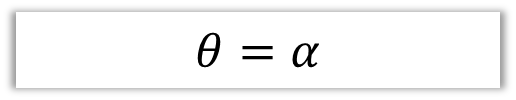 θ = α